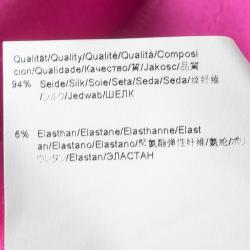 Qualität/Quality/Qualité/Qualità/Composi
cion/Qualidade/Качество/質/Jakosc/品質
94% Seide/Silk/Soie/Seta/Seda/Seda/丝纤维
/シルク/Jedwab/ШЕЛК
6% Elasthan/Elastane/Elasthanne/Elast
an/Elastano/Elastano/聚氨酯弹性纤维/氨纶/ポリ
ウレタン/Elastan/ЭЛАСТАН